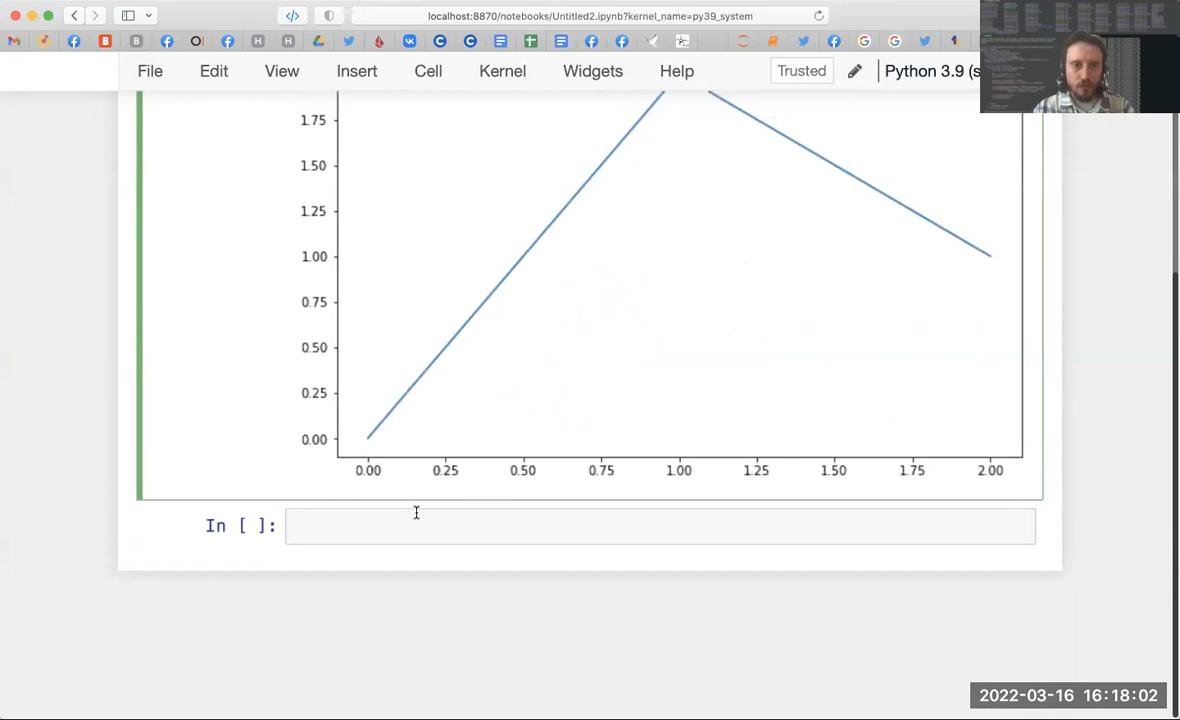 localhost:8870/notebooks/Untitled2.ipynb?kernel_name=py39_system
File Edit View Insert Cell Kernel Widgets Help Trusted Python 3.9 (s
1.75
1.50
1.25
1.00
0.75
0.50
0.25
0.00
0.00 0.25 0.50 0.75 1.00 1.25 1.50 1.75 2.00
In [ ]:
2022-03-16 16:18:02